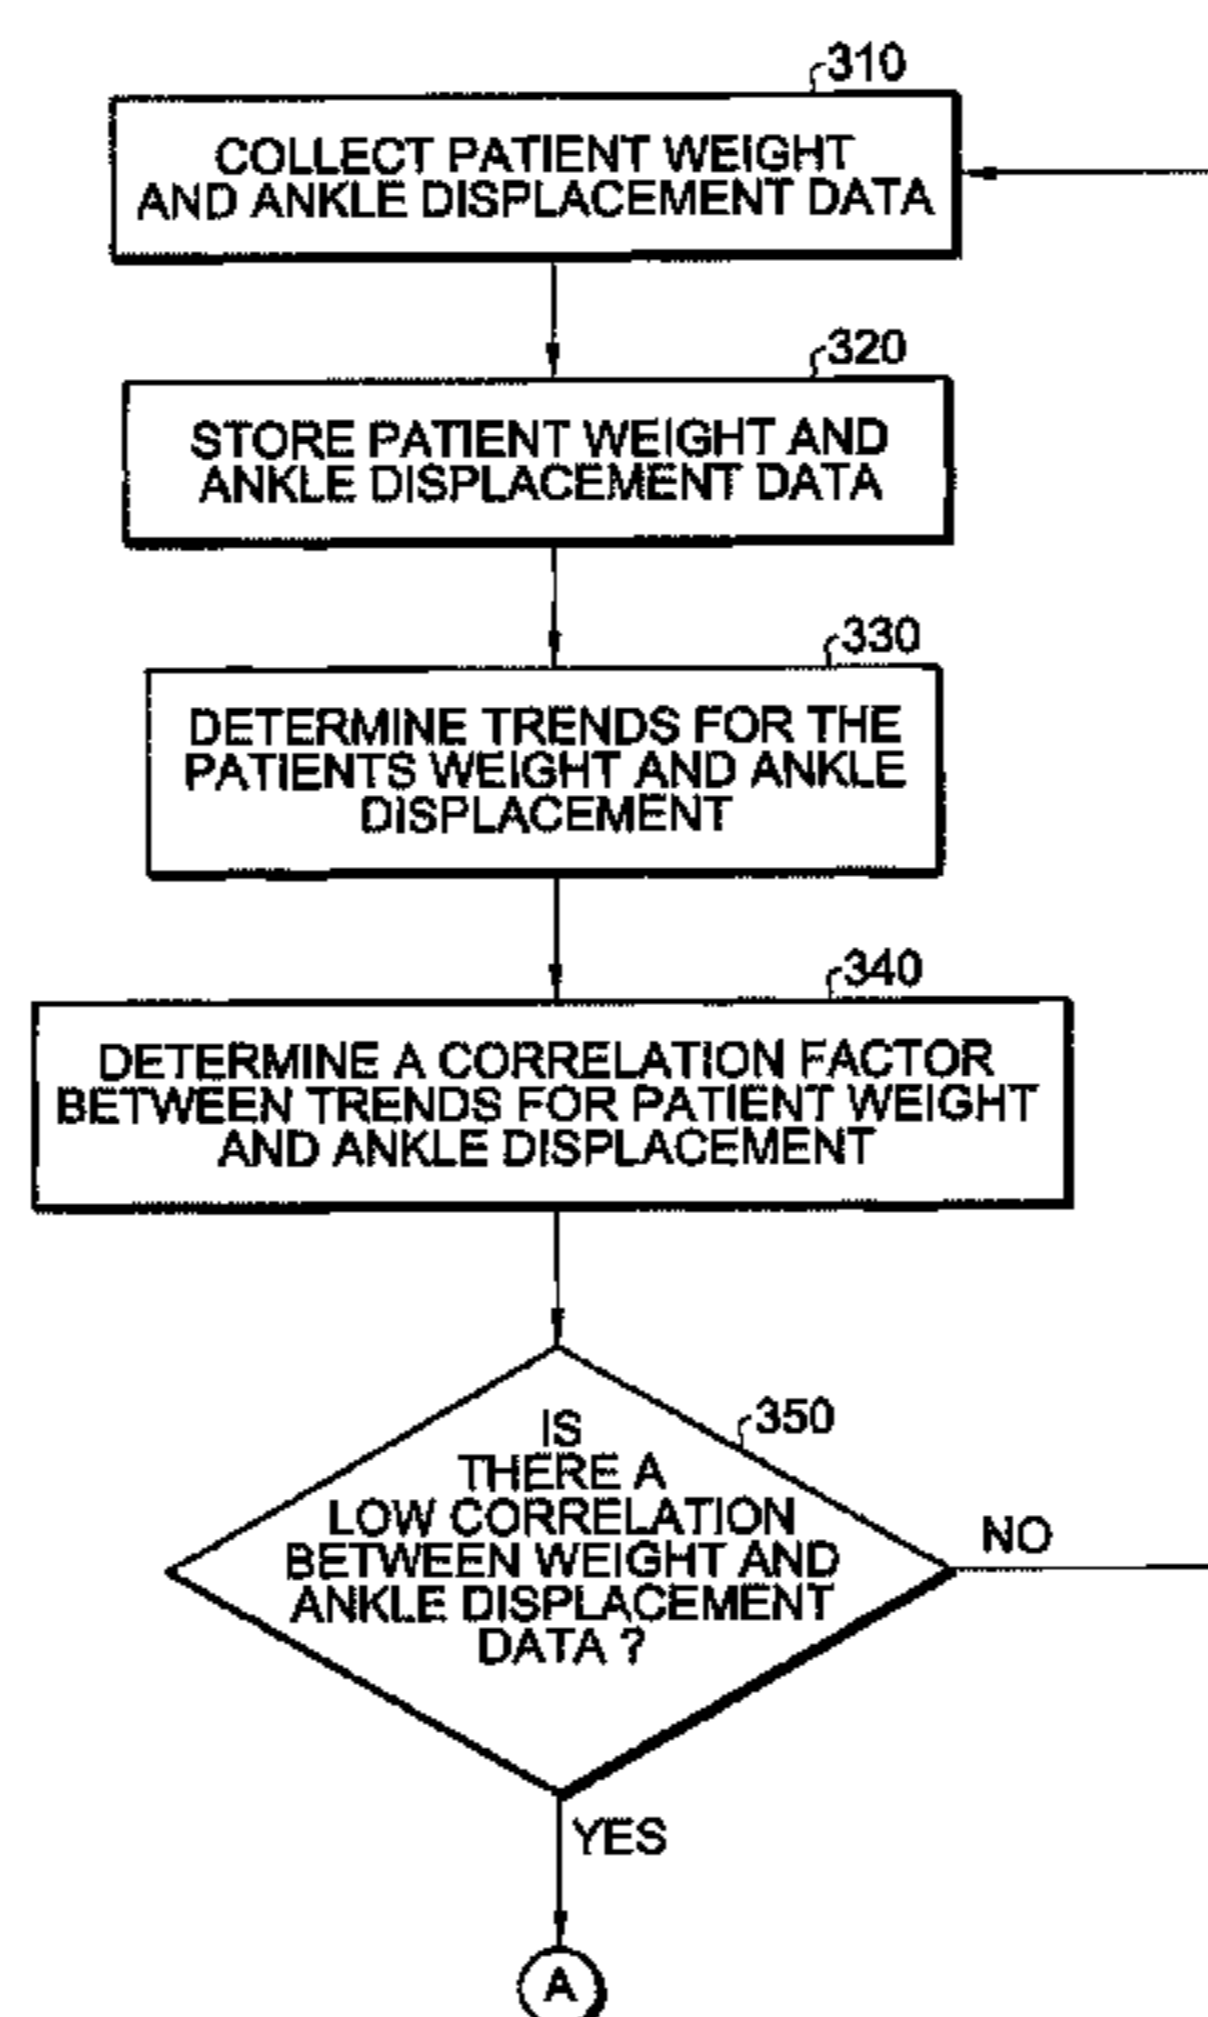 310
COLLECT PATIENT WEIGHT
AND ANKLE DISPLACEMENT DATA
320
STORE PATIENT WEIGHT AND
ANKLE DISPLACEMENT DATA
330
DETERMINE TRENDS FOR THE
PATIENTS WEIGHT AND ANKLE
DISPLACEMENT
340
DETERMINE A CORRELATION FACTOR
BETWEEN TRENDS FOR PATIENT WEIGHT
AND ANKLE DISPLACEMENT
350
IS
THERE A
LOW CORRELATION
BETWEEN WEIGHT AND
ANKLE DISPLACEMENT
DATA ?
NO
YES
A